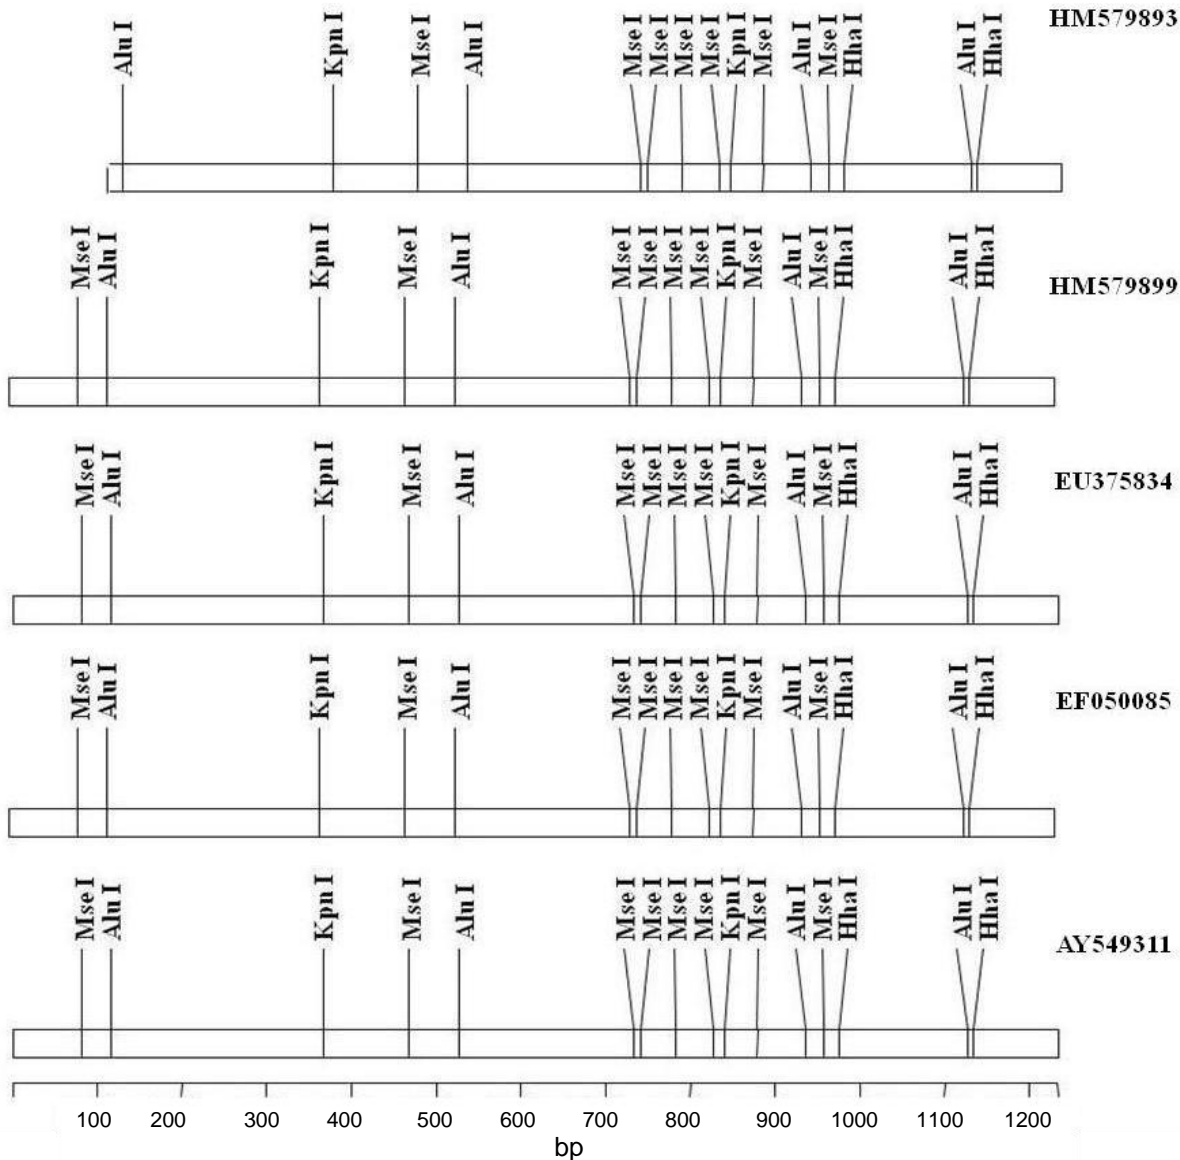 HM579893
Alu I Kpn I Mse I Alu I Mse I Mse I Mse I Mse I Kpn I Mse I Alu I Mse I Hha I Alu I Hha I
HM579899
Mse I Alu I Kpn I Mse I Alu I Mse I Mse I Mse I Mse I Kpn I Mse I Alu I Mse I Hha I Alu I Hha I
EU375834
Mse I Alu I Kpn I Mse I Alu I Mse I Mse I Mse I Mse I Kpn I Mse I Alu I Mse I Hha I Alu I Hha I
EF050085
Mse I Alu I Kpn I Mse I Alu I Mse I Mse I Mse I Mse I Kpn I Mse I Alu I Mse I Hha I Alu I Hha I
AY549311
Mse I Alu I Kpn I Mse I Alu I Mse I Mse I Mse I Mse I Kpn I Mse I Alu I Mse I Hha I Alu I Hha I
100 200 300 400 500 600 700 800 900 1000 1100 1200
bp